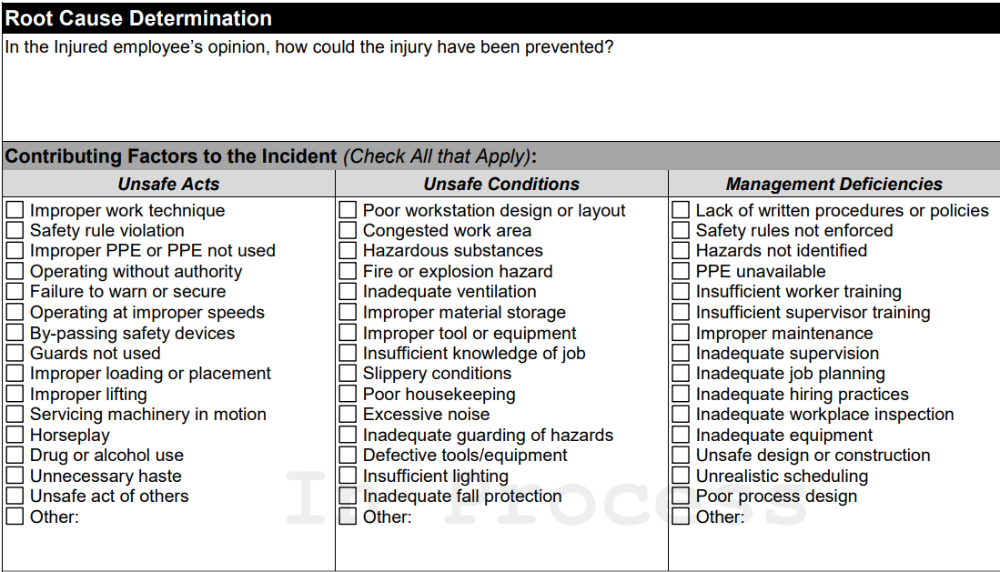 Root Cause Determination
In the Injured employee's opinion, how could the injury have been prevented?
Contributing Factors to the Incident (Check All that Apply):
Unsafe Acts
Improper work technique
Safety rule violation
Improper PPE or PPE not used
Operating without authority
Failure to warn or secure
Operating at improper speeds
By-passing safety devices
Guards not used
Improper loading or placement
Improper lifting
Servicing machinery in motion
Horseplay
Drug or alcohol use
Unnecessary haste
Unsafe act of others
Other:
Unsafe Conditions
Poor workstation design or layout
Congested work area
Hazardous substances
Fire or explosion hazard
Inadequate ventilation
Improper material storage
Improper tool or equipment
Insufficient knowledge of job
Slippery conditions
Poor housekeeping
Excessive noise
Inadequate guarding of hazards
Defective tools/equipment
Insufficient lighting
Inadequate fall protection
Other:
Management Deficiencies
Lack of written procedures or policies
Safety rules not enforced
Hazards not identified
PPE unavailable
Insufficient worker training
Insufficient supervisor training
Improper maintenance
Inadequate supervision
Inadequate job planning
Inadequate hiring practices
Inadequate workplace inspection
Inadequate equipment
Unsafe design or construction
Unrealistic scheduling
Poor process design
Other:
In Process